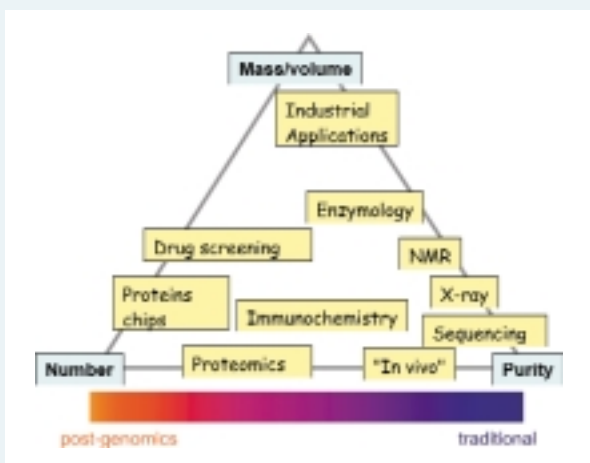 Mass/volume
Industrial
Applications
Enzymology
Drug screening
NMR
Proteins
chips
X-ray
Immunochemistry
Sequencing
Number
Proteomics
"In vivo"
Purity
post-genomics
traditional